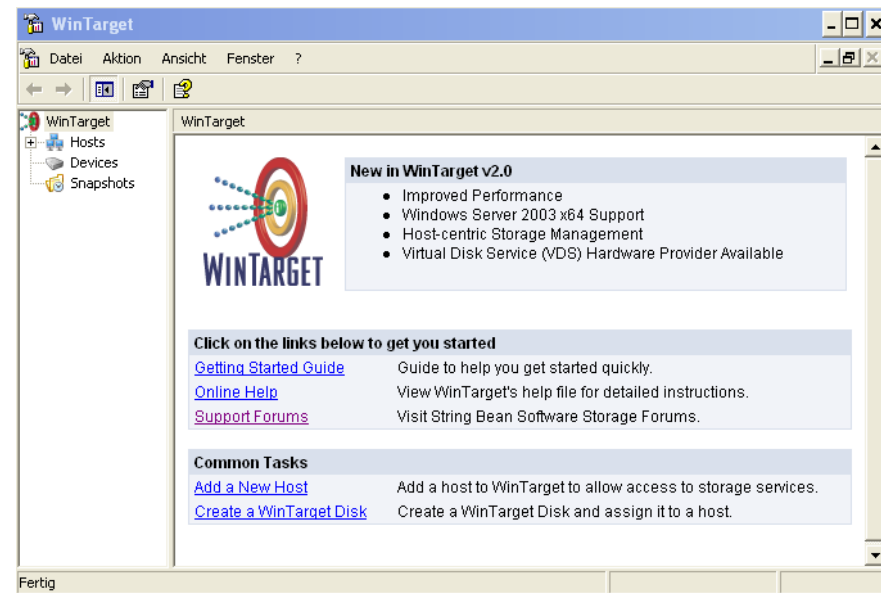 WinTarget
Datei Aktion Ansicht Fenster ?
WinTarget
Hosts
Devices
Snapshots
WinTarget
WINTARGET
New in WinTarget v2.0
• Improved Performance
• Windows Server 2003 x64 Support
• Host-centric Storage Management
• Virtual Disk Service (VDS) Hardware Provider Available
Click on the links below to get you started
Getting Started Guide Guide to help you get started quickly.
Online Help View WinTarget's help file for detailed instructions.
Support Forums Visit String Bean Software Storage Forums.
Common Tasks
Add a New Host Add a host to WinTarget to allow access to storage services.
Create a WinTarget Disk Create a WinTarget Disk and assign it to a host.
Fertig